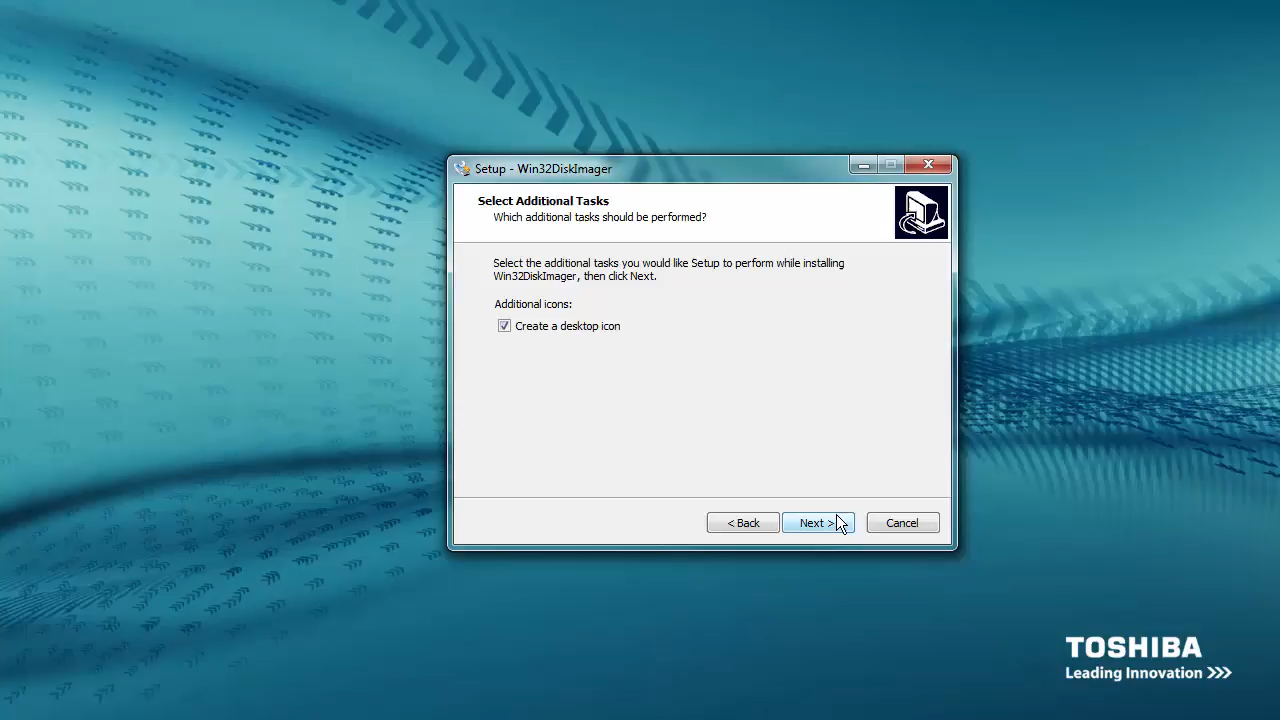 Setup - Win32DiskImager
Select Additional Tasks
Which additional tasks should be performed?
Select the additional tasks you would like Setup to perform while installing
Win32DiskImager, then click Next.
Additional icons:
Create a desktop icon
< Back
Next >
Cancel
TOSHIBA
Leading Innovation >>>